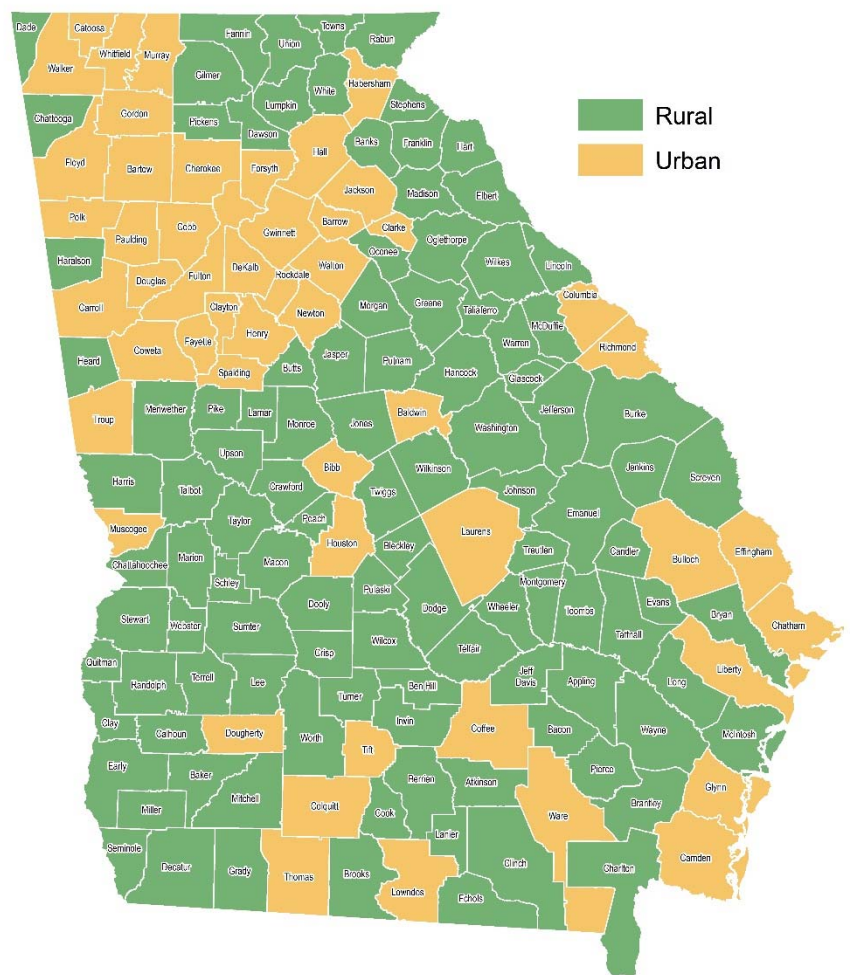 Dade
Catoosa
Fannin
Towns
Union
Rabun
Whitfield
Murray
Walker
Gilmer
White
Habersham
Lumpkin
Stephens
Chattooga
Gordon
Pickens
Dawson
Banks
Franklin
Hart
Rural
Urban
Floyd
Bartow
Cherokee
Forsyth
Hall
Jackson
Madison
Elbert
Polk
Cobb
Gwinnett
Barrow
Clarke
Paulding
Oconee
Oglethorpe
Wilkes
Lincoln
Haralson
Douglas
Fulton
DeKalb
Rockdale
Walton
Carroll
Clayton
Newton
Morgan
Greene
Taliaferro
McDuffie
Columbia
Fayette
Henry
Richmond
Coweta
Warren
Heard
Spalding
Butts
Jasper
Putnam
Hancock
Glascock
Troup
Meriwether
Pike
Lamar
Monroe
Jones
Baldwin
Washington
Jefferson
Burke
Upson
Bibb
Wilkinson
Jenkins
Screven
Harris
Talbot
Crawford
Twiggs
Johnson
Emanuel
Muscogee
Taylor
Peach
Houston
Laurens
Bleckley
Treutlen
Candler
Bulloch
Effingham
Chattahoochee
Marion
Macon
Schley
Pulaski
Dodge
Montgomery
Wheeler
Toombs
Evans
Bryan
Chatham
Stewart
Webster
Sumter
Dooly
Wilcox
Telfair
Tattnall
Quitman
Crisp
Liberty
Randolph
Terrell
Lee
Turner
Ben Hill
Jeff
Davis
Appling
Long
Clay
Calhoun
Dougherty
Worth
Irwin
Coffee
Bacon
Wayne
McIntosh
Tift
Early
Baker
Mitchell
Berrien
Atkinson
Pierce
Ware
Brantley
Glynn
Miller
Colquitt
Cook
Lanier
Seminole
Decatur
Grady
Thomas
Brooks
Lowndes
Clinch
Charlton
Camden
Echols